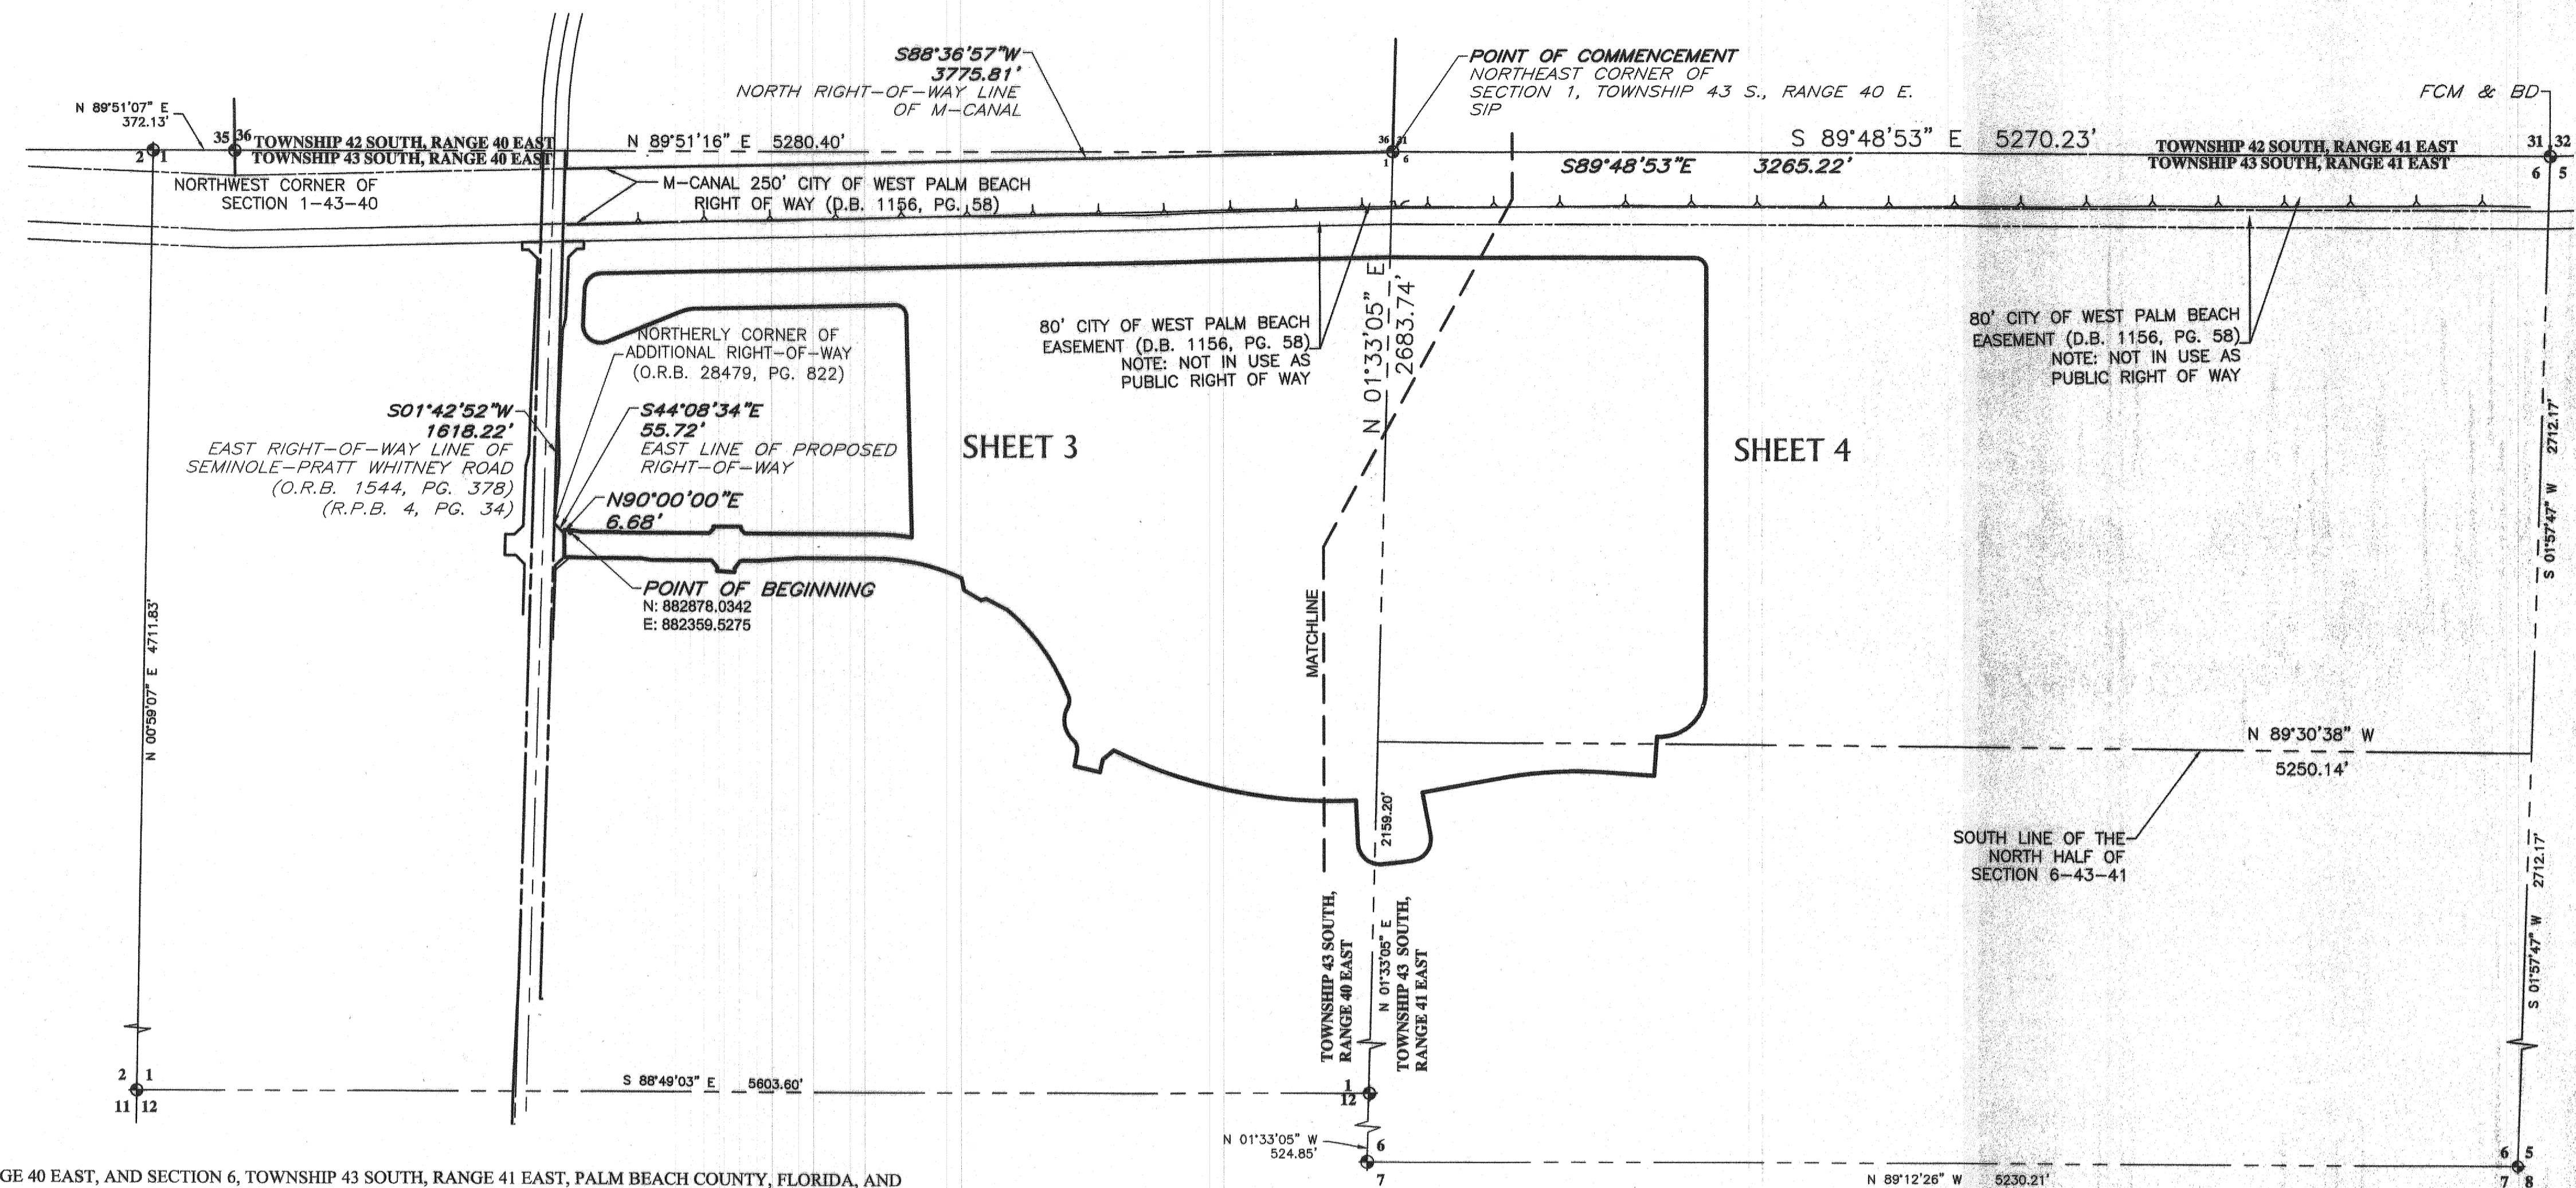 S88°36'57"W
3775.81'
NORTH RIGHT-OF-WAY LINE
OF M-CANAL
POINT OF COMMENCEMENT
NORTHEAST CORNER OF
SECTION 1, TOWNSHIP 43 S., RANGE 40 E.
SIP
FCM & BD
N 89°51'07" E
372.13'
35 36
2 1
TOWNSHIP 42 SOUTH, RANGE 40 EAST
TOWNSHIP 43 SOUTH, RANGE 40 EAST
N 89°51'16" E 5280.40'
36 31
1 6
S 89°48'53" E 5270.23'
S89°48'53"E 3265.22'
TOWNSHIP 42 SOUTH, RANGE 41 EAST
TOWNSHIP 43 SOUTH, RANGE 41 EAST
31 32
6 5
NORTHWEST CORNER OF
SECTION 1-43-40
M-CANAL 250' CITY OF WEST PALM BEACH
RIGHT OF WAY (D.B. 1156, PG. 58)
NORTHERLY CORNER OF
ADDITIONAL RIGHT-OF-WAY
(O.R.B. 28479, PG. 822)
80' CITY OF WEST PALM BEACH
EASEMENT (D.B. 1156, PG. 58)
NOTE: NOT IN USE AS
PUBLIC RIGHT OF WAY
N 01°33'05" E
2683.74'
80' CITY OF WEST PALM BEACH
EASEMENT (D.B. 1156, PG. 58)
NOTE: NOT IN USE AS
PUBLIC RIGHT OF WAY
S01°42'52"W
1618.22'
EAST RIGHT-OF-WAY LINE OF
SEMINOLE-PRATT WHITNEY ROAD
(O.R.B. 1544, PG. 378)
(R.P.B. 4, PG. 34)
S44°08'34"E
55.72'
EAST LINE OF PROPOSED
RIGHT-OF-WAY
N90°00'00"E
6.68'
SHEET 3
SHEET 4
S 01°57'47" W 2712.17'
POINT OF BEGINNING
N: 882878.0342
E: 882359.5275
N 00°59'07" E 4711.83'
MATCHLINE
N 89°30'38" W
5250.14'
2159.20'
SOUTH LINE OF THE
NORTH HALF OF
SECTION 6-43-41
S 01°57'47" W 2712.17'
TOWNSHIP 43 SOUTH,
RANGE 40 EAST
N 01°33'05" E
TOWNSHIP 43 SOUTH,
RANGE 41 EAST
2 1
11 12
S 88°49'03" E 5603.60'
1
12
N 01°33'05" W
524.85'
6
7
N 89°12'26" W 5230.21'
6 5
7 8
GE 40 EAST, AND SECTION 6, TOWNSHIP 43 SOUTH, RANGE 41 EAST, PALM BEACH COUNTY, FLORIDA, AND